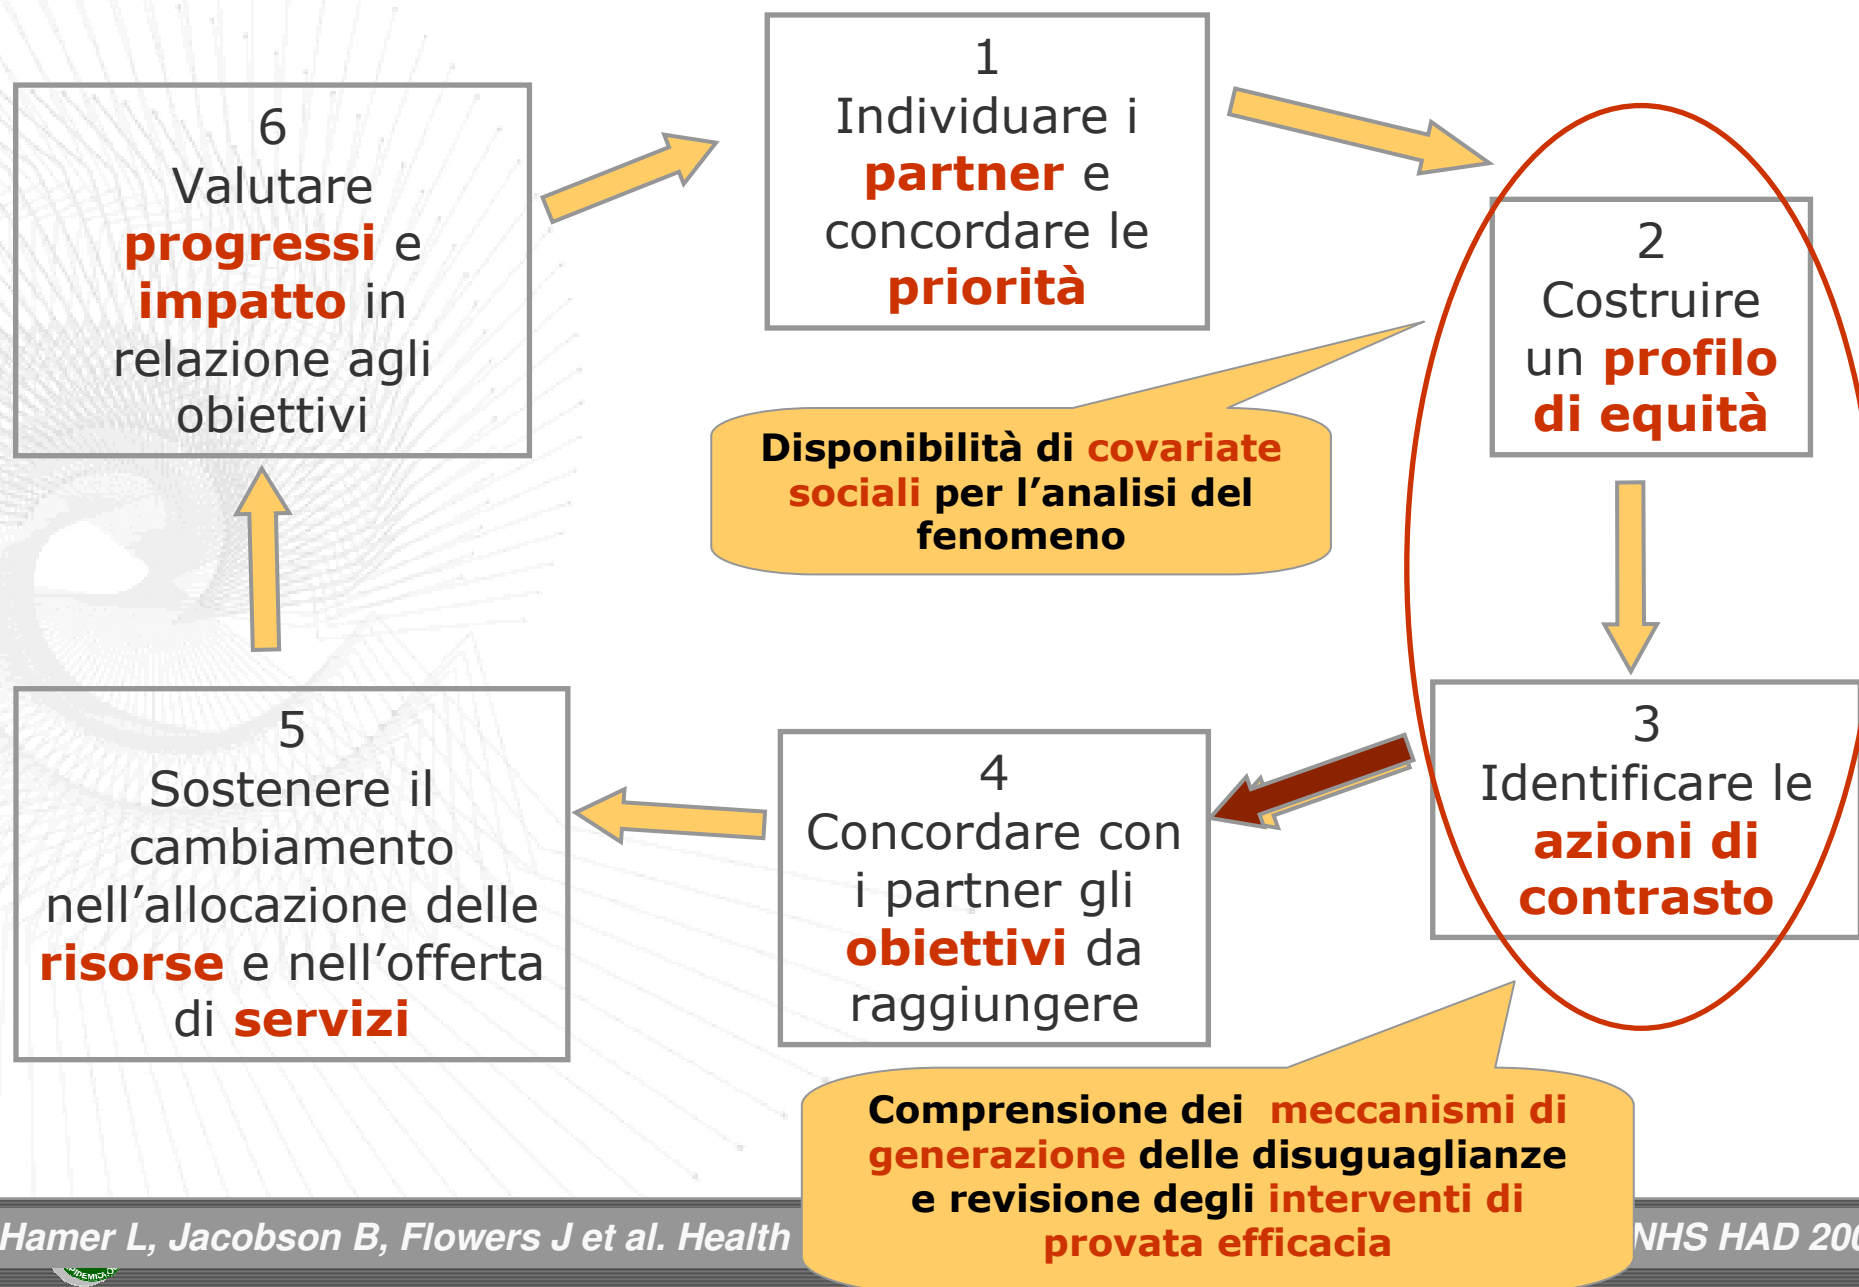 1
Individuare i
partner e
concordare le
priorità
2
Costruire
un profilo
di equità
3
Identificare le
azioni di
contrasto
4
Concordare con
i partner gli
obiettivi da
raggiungere
5
Sostenere il
cambiamento
nell’allocazione delle
risorse e nell’offerta
di servizi
6
Valutare
progressi e
impatto in
relazione agli
obiettivi
Disponibilità di covariate
sociali per l’analisi del
fenomeno
Comprensione dei meccanismi di
generazione delle disuguaglianze
e revisione degli interventi di
provata efficacia
Hamer L, Jacobson B, Flowers J et al. Health
NHS HAD